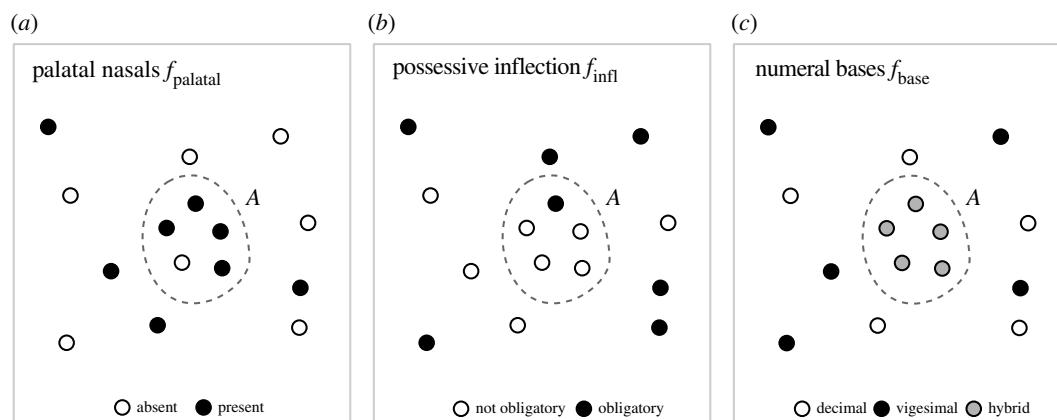 (a)
palatal nasals f_palatal
A
absent present
(b)
possessive inflection f_infl
A
not obligatory obligatory
(c)
numeral bases f_base
A
decimal vigesimal hybrid